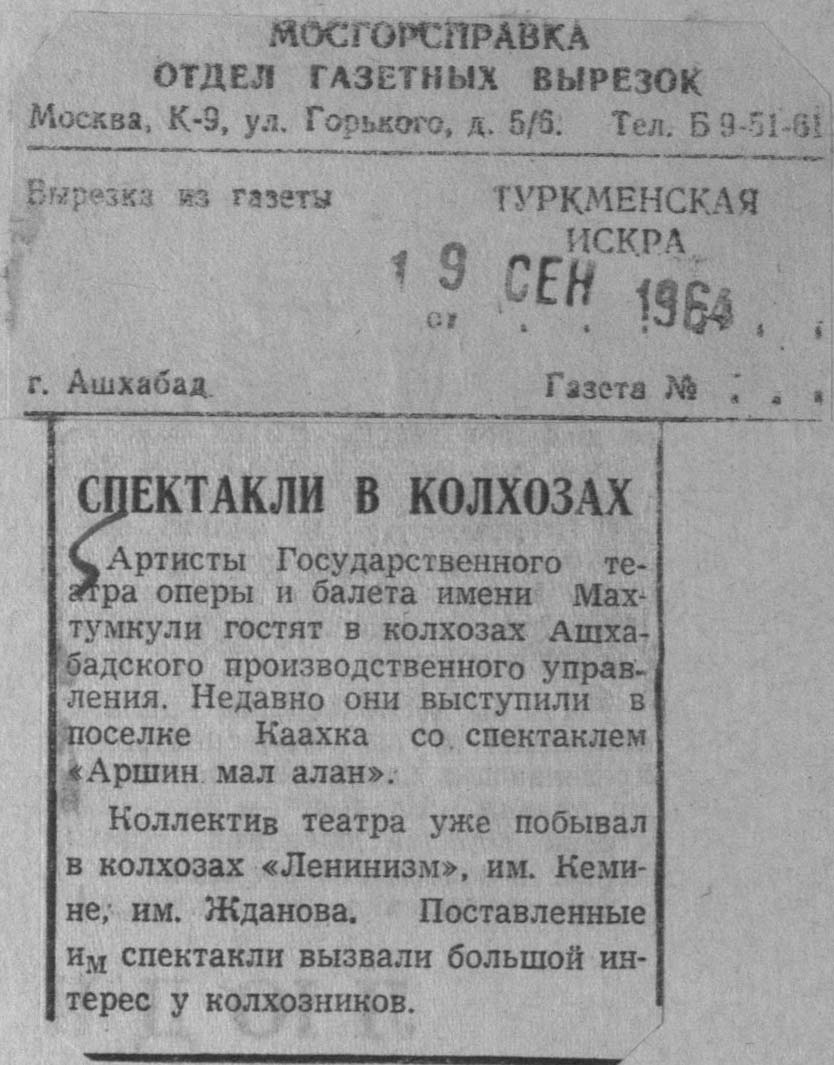 МОСГОРСПРАВКА
ОТДЕЛ ГАЗЕТНЫХ ВЫРЕЗОК
Москва, К-9, ул. Горького, д. 5/6. Тел. Б 9-51-61
Вырезка из газеты ТУРКМЕНСКАЯ
ИСКРА
19 СЕН 1964
от . . . . .
г. Ашхабад Газета № . . .
СПЕКТАКЛИ В КОЛХОЗАХ
Артисты Государственного те-
атра оперы и балета имени Мах-
тумкули гостят в колхозах Ашха-
бадского производственного управ-
ления. Недавно они выступили в
поселке Каахка со спектаклем
«Аршин мал алан».
Коллектив театра уже побывал
в колхозах «Ленинизм», им. Кеми-
не, им. Жданова. Поставленные
им спектакли вызвали большой ин-
терес у колхозников.